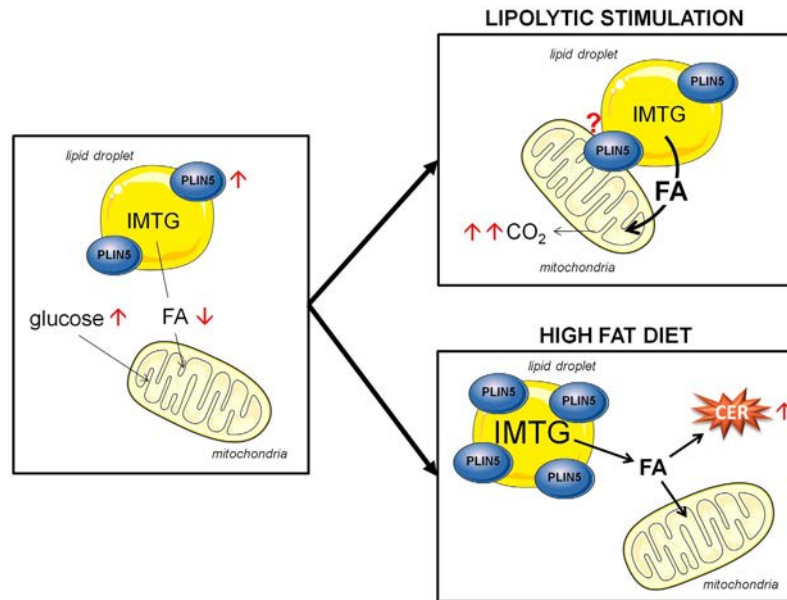 lipid droplet
PLIN5 ↑
IMTG
PLIN5
glucose ↑ FA ↓
mitochondria
LIPOLYTIC STIMULATION
lipid droplet
PLIN5
IMTG
?
PLIN5
FA
↑↑CO₂
mitochondria
HIGH FAT DIET
lipid droplet
PLIN5 PLIN5
IMTG
CER ↑
PLIN5 PLIN5
FA
mitochondria